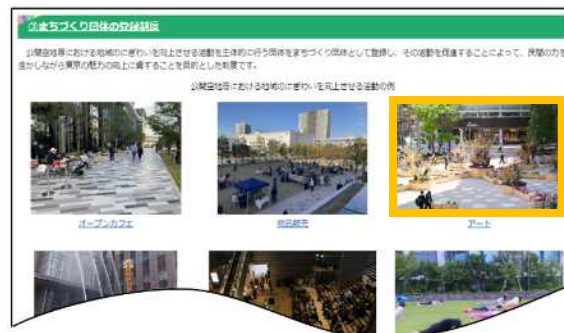 ①まちづくり団体の登録制度
公開空地等における地域のにぎわいを向上させる活動を主体的に行う団体をまちづくり団体として登録し、その活動を促進することによって、民間の力を
生かしながら東京の魅力の向上に資することを目的とした制度です。
公開空地等における地域のにぎわいを向上させる活動の例
オープンカフェ
物品販売
アート